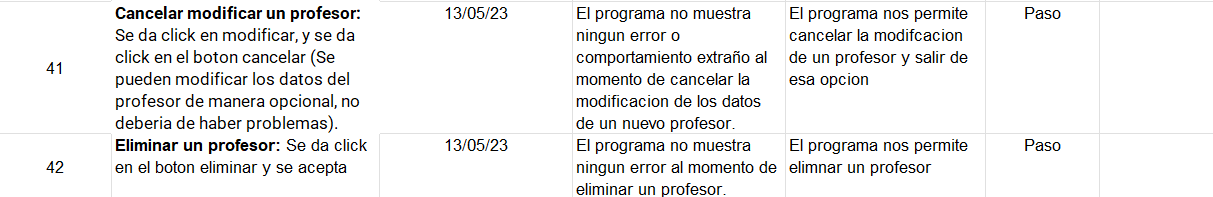 41
Cancelar modificar un profesor:
Se da click en modificar, y se da
click en el boton cancelar (Se
pueden modificar los datos del
profesor de manera opcional, no
deberia de haber problemas).
13/05/23
El programa no muestra
ningun error o
comportamiento extraño al
momento de cancelar la
modificacion de los datos
de un nuevo profesor.
El programa nos permite
cancelar la modifcacion
de un profesor y salir de
esa opcion
Paso
42
Eliminar un profesor: Se da click
en el boton eliminar y se acepta
13/05/23
El programa no muestra
ningun error al momento de
eliminar un profesor.
El programa nos permite
elimnar un profesor
Paso